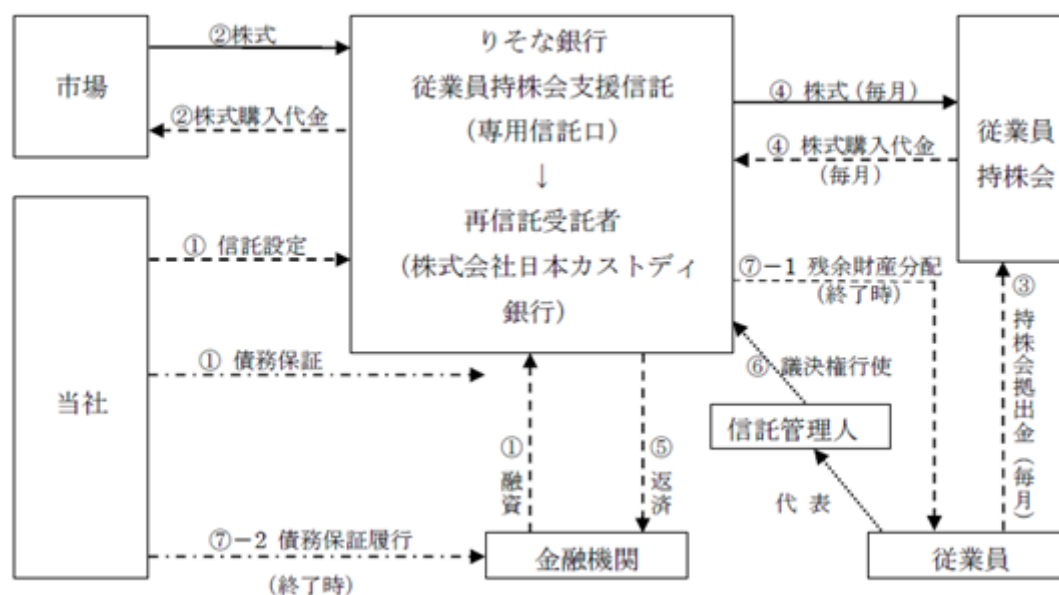 市場
②株式
②株式購入代金
りそな銀行
従業員持株会支援信託
（専用信託口）
↓
再信託受託者
（株式会社日本カストディ
銀行）
④ 株式（毎月）
④ 株式購入代金
（毎月）
従業員
持株会
当社
① 信託設定
① 債務保証
⑦－1 残余財産分配
（終了時）
③持株会拠出金（毎月）
⑥ 議決権行使
信託管理人
代 表
①融資
⑤返済
⑦－2 債務保証履行
（終了時）
金融機関
従業員